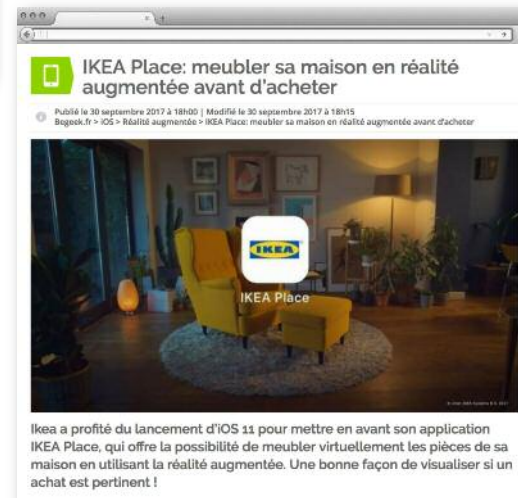 IKEA Place: meubler sa maison en réalité
augmentée avant d'acheter
Publié le 30 septembre 2017 à 18h00 | Modifié le 30 septembre 2017 à 18h15
Begeek.fr > iOS > Réalité augmentée > IKEA Place: meubler sa maison en réalité augmentée avant d'acheter
IKEA
IKEA Place
Ikea a profité du lancement d'iOS 11 pour mettre en avant son application
IKEA Place, qui offre la possibilité de meubler virtuellement les pièces de sa
maison en utilisant la réalité augmentée. Une bonne façon de visualiser si un
achat est pertinent !